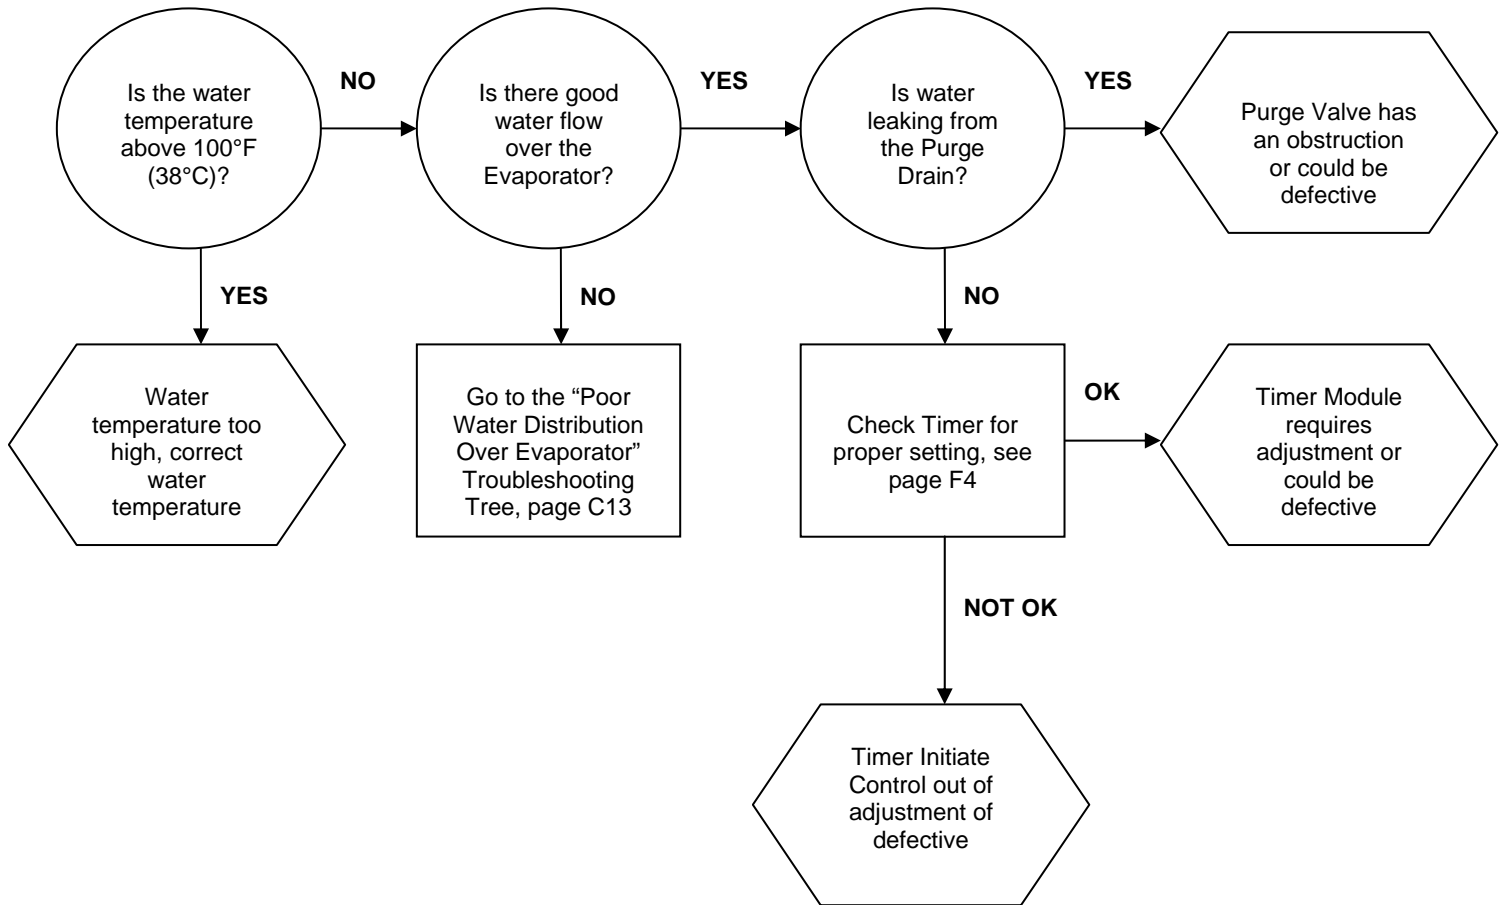 Is the water
temperature
above 100°F
(38°C)?
NO
Is there good
water flow
over the
Evaporator?
YES
Is water
leaking from
the Purge
Drain?
YES
Purge Valve has
an obstruction
or could be
defective
YES
NO
NO
Water
temperature too
high, correct
water
temperature
Go to the “Poor
Water Distribution
Over Evaporator”
Troubleshooting
Tree, page C13
Check Timer for
proper setting, see
page F4
OK
Timer Module
requires
adjustment or
could be
defective
NOT OK
Timer Initiate
Control out of
adjustment of
defective